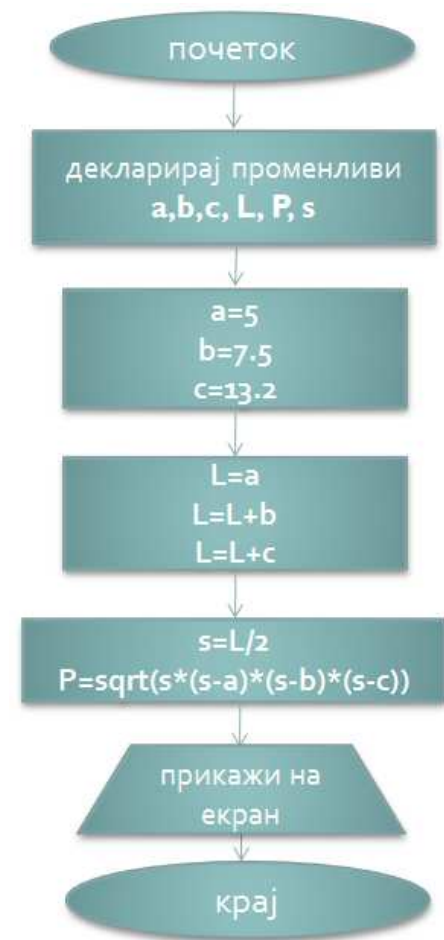 почеток
декларирај променливи
a,b,c, L, P, s
a=5
b=7.5
c=13.2
L=a
L=L+b
L=L+c
s=L/2
P=sqrt(s*(s-a)*(s-b)*(s-c))
прикажи на
екран
крај